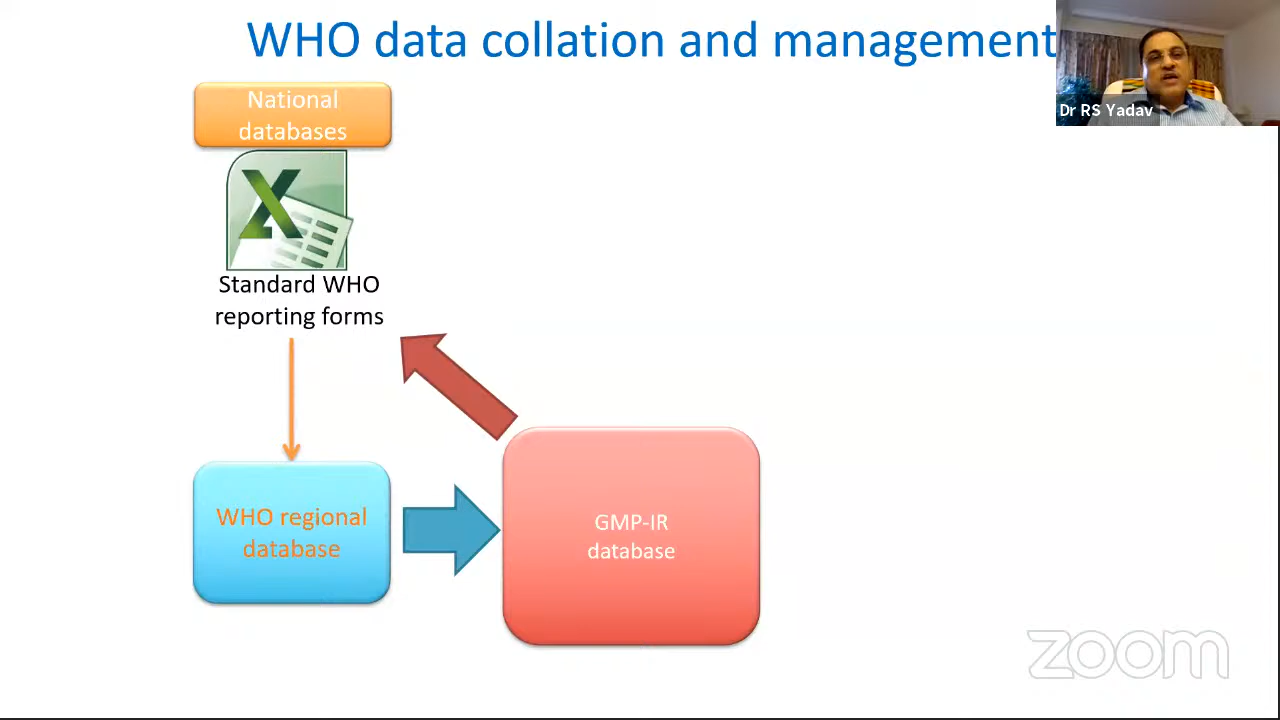 WHO data collation and management
Dr RS Yadav
National
databases
X
Standard WHO
reporting forms
WHO regional
database
GMP-IR
database
zoom